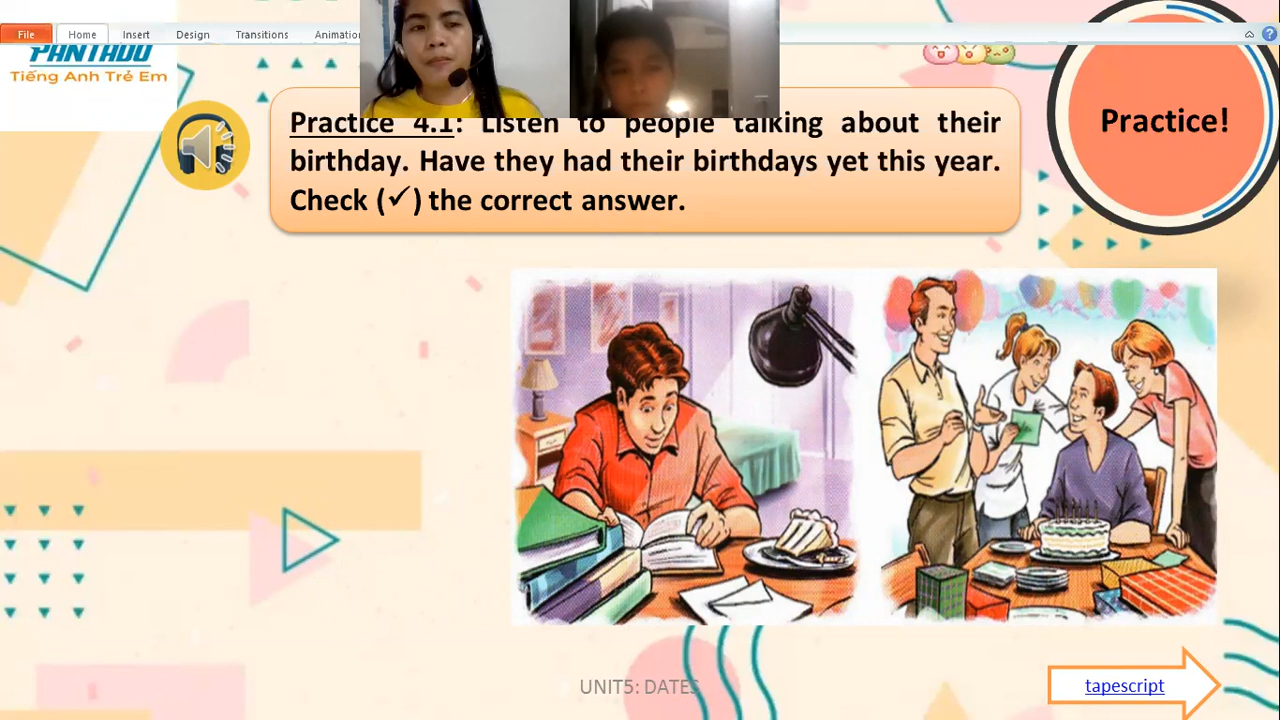 File Home Insert Design Transitions
PANTADO
Tiếng Anh Trẻ Em
Practice 4.1: Listen to people talking about their
birthday. Have they had their birthdays yet this year.
Check (✓) the correct answer.
Practice!
UNIT5: DATES
tapescript